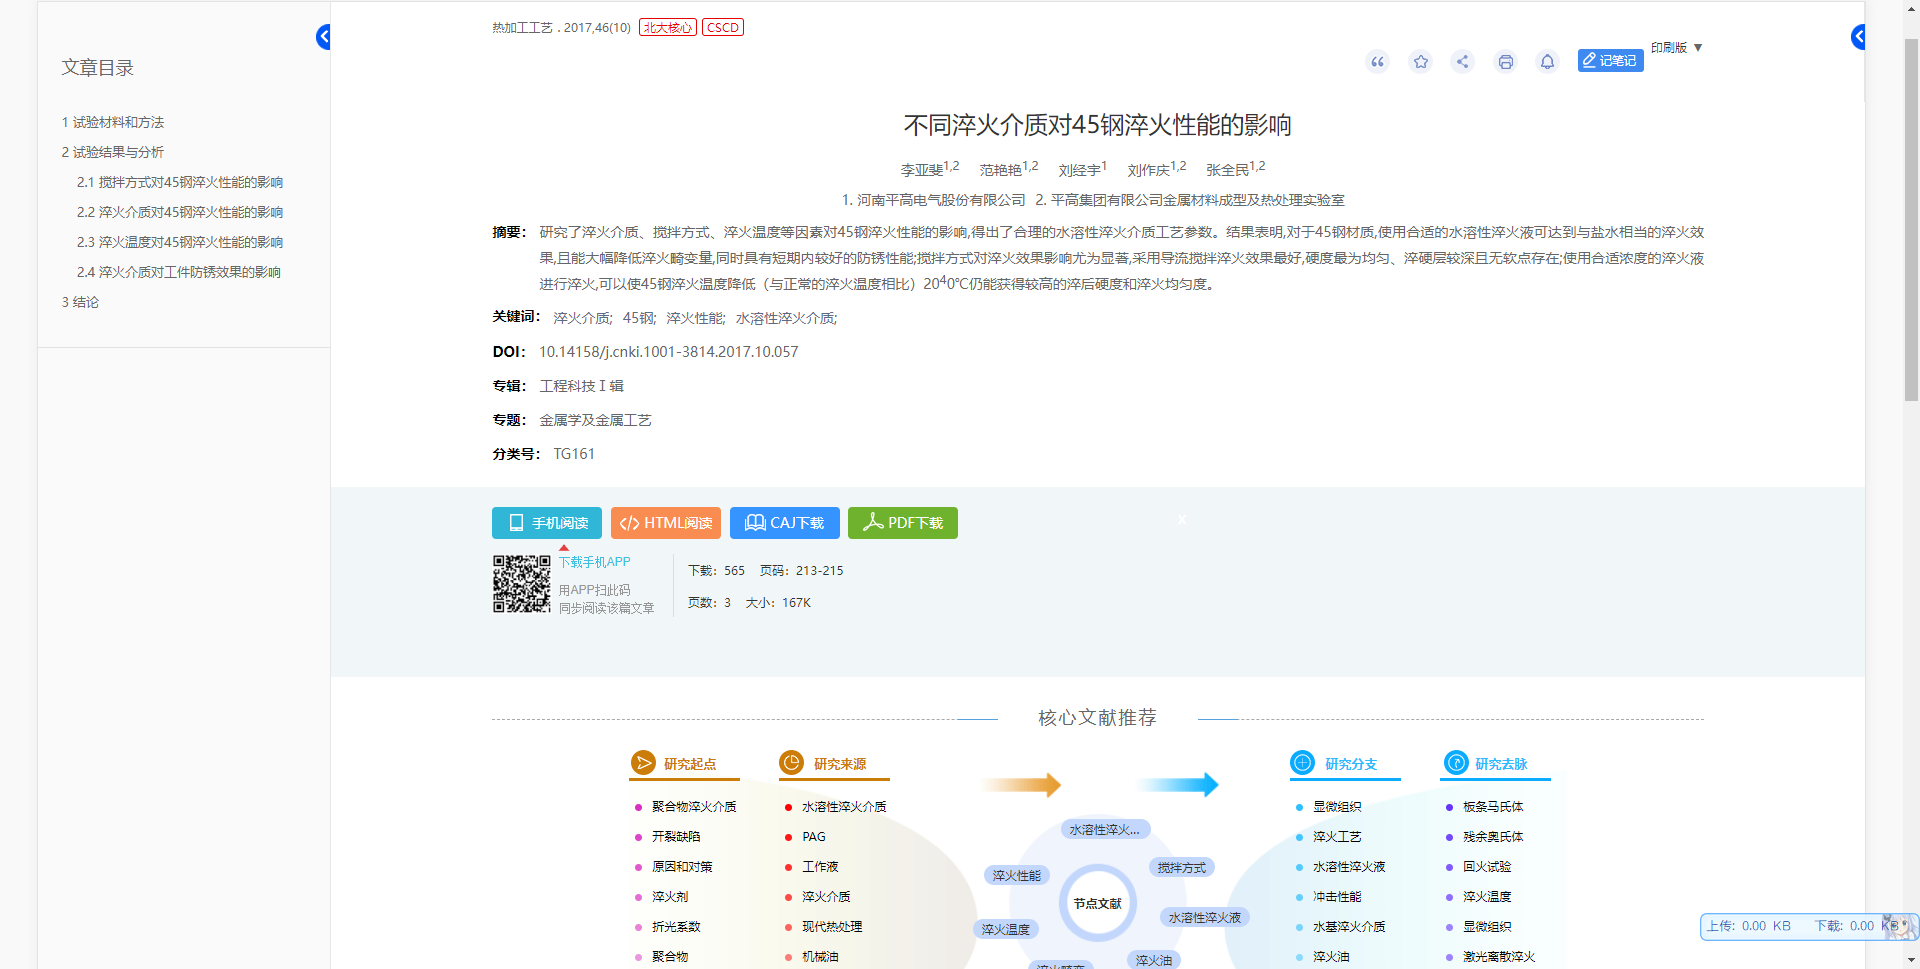 文章目录
1 试验材料和方法
2 试验结果与分析
2.1 搅拌方式对45钢淬火性能的影响
2.2 淬火介质对45钢淬火性能的影响
2.3 淬火温度对45钢淬火性能的影响
2.4 淬火介质对工件防锈效果的影响
3 结论
热加工工艺 . 2017,46(10) 北大核心 CSCD
记笔记
印刷版 ▼
不同淬火介质对45钢淬火性能的影响
李亚斐1,2 范艳艳1,2 刘经宇1 刘作庆1,2 张全民1,2
1. 河南平高电气股份有限公司 2. 平高集团有限公司金属材料成型及热处理实验室
摘要： 研究了淬火介质、搅拌方式、淬火温度等因素对45钢淬火性能的影响,得出了合理的水溶性淬火介质工艺参数。结果表明,对于45钢材质,使用合适的水溶性淬火液可达到与盐水相当的淬火效
果,且能大幅降低淬火畸变量,同时具有短期内较好的防锈性能;搅拌方式对淬火效果影响尤为显著,采用导流搅拌淬火效果最好,硬度最为均匀、淬硬层较深且无软点存在;使用合适浓度的淬火液
进行淬火,可以使45钢淬火温度降低（与正常的淬火温度相比）20⁴0℃仍能获得较高的淬后硬度和淬火均匀度。
关键词： 淬火介质; 45钢; 淬火性能; 水溶性淬火介质;
DOI： 10.14158/j.cnki.1001-3814.2017.10.057
专辑： 工程科技Ⅰ辑
专题： 金属学及金属工艺
分类号： TG161
手机阅读 HTML阅读 CAJ下载 PDF下载
x
下载手机APP
用APP扫此码
同步阅读该篇文章
下载：565 页码：213-215
页数：3 大小：167K
核心文献推荐
研究起点
聚合物淬火介质
开裂缺陷
原因和对策
淬火剂
折光系数
聚合物
研究来源
水溶性淬火介质
PAG
工作液
淬火介质
现代热处理
机械油
水溶性淬火...
搅拌方式
淬火性能
节点文献
水溶性淬火液
淬火温度
淬火油
淬火畸变
研究分支
显微组织
淬火工艺
水溶性淬火液
冲击性能
水基淬火介质
淬火油
研究去脉
板条马氏体
残余奥氏体
回火试验
淬火温度
显微组织
激光离散淬火
上传: 0.00 KB 下载: 0.00 KB